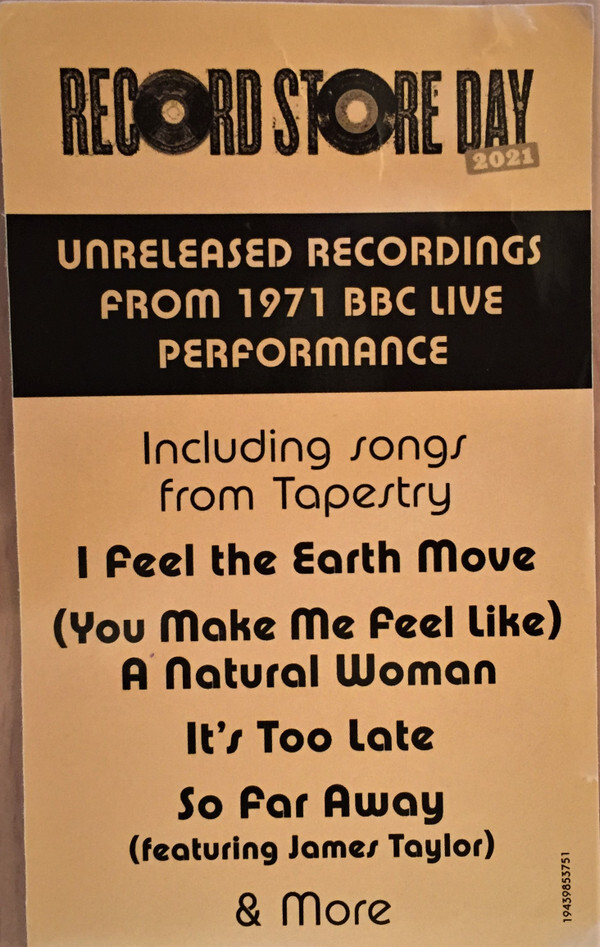 RECORD STORE DAY
2021
UNRELEASED RECORDINGS
FROM 1971 BBC LIVE
PERFORMANCE
Including songs
from Tapestry
I Feel the Earth Move
(You Make Me Feel Like)
A Natural Woman
It's Too Late
So Far Away
(featuring James Taylor)
& More
19439853751